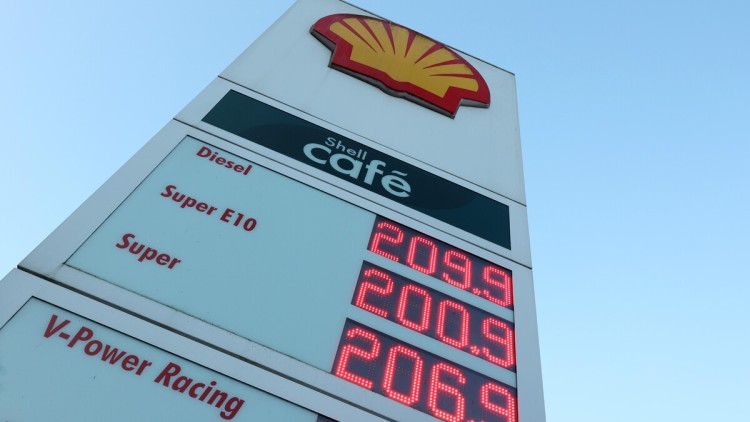 Shell
café
Diesel 209.9
Super E10 200.9
Super 206.9
V-Power Racing